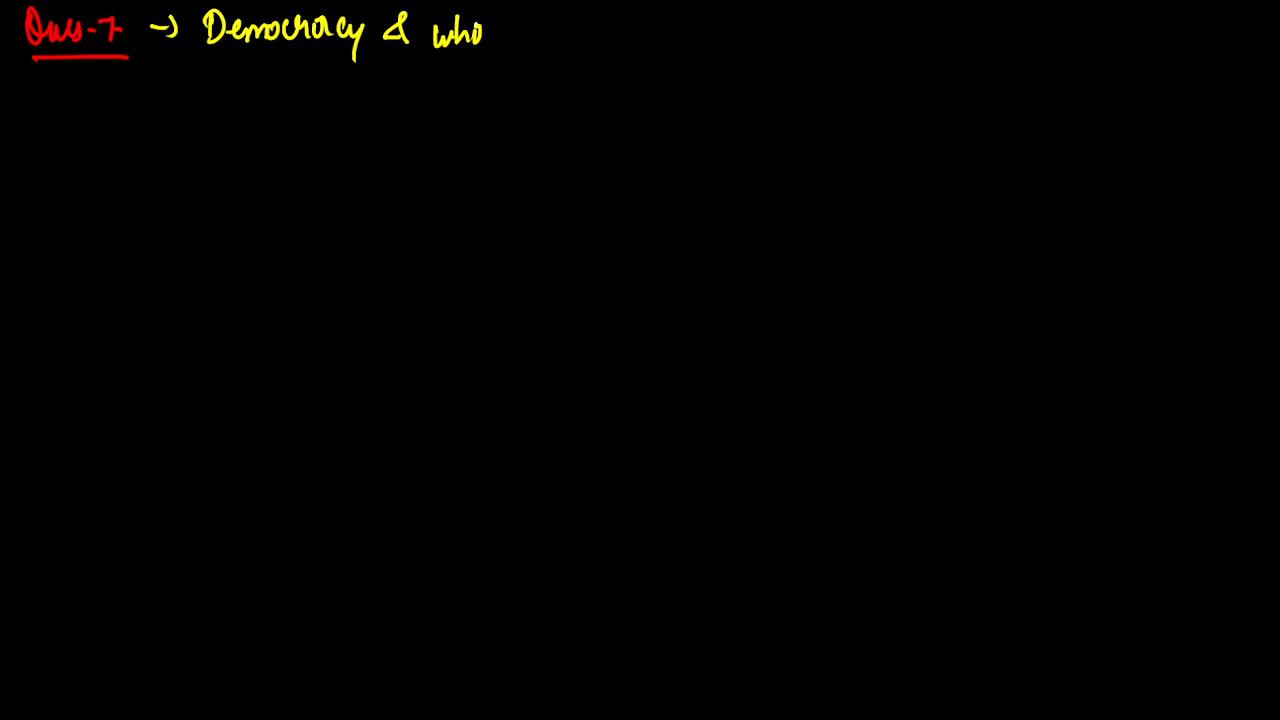 Ques-7 → Democracy & who